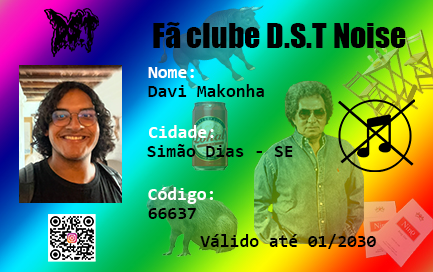 D.S.T
Fã clube D.S.T Noise
Nome:
Davi Makonha
Cidade:
Simão Dias - SE
Código:
66637
Válido até 01/2030